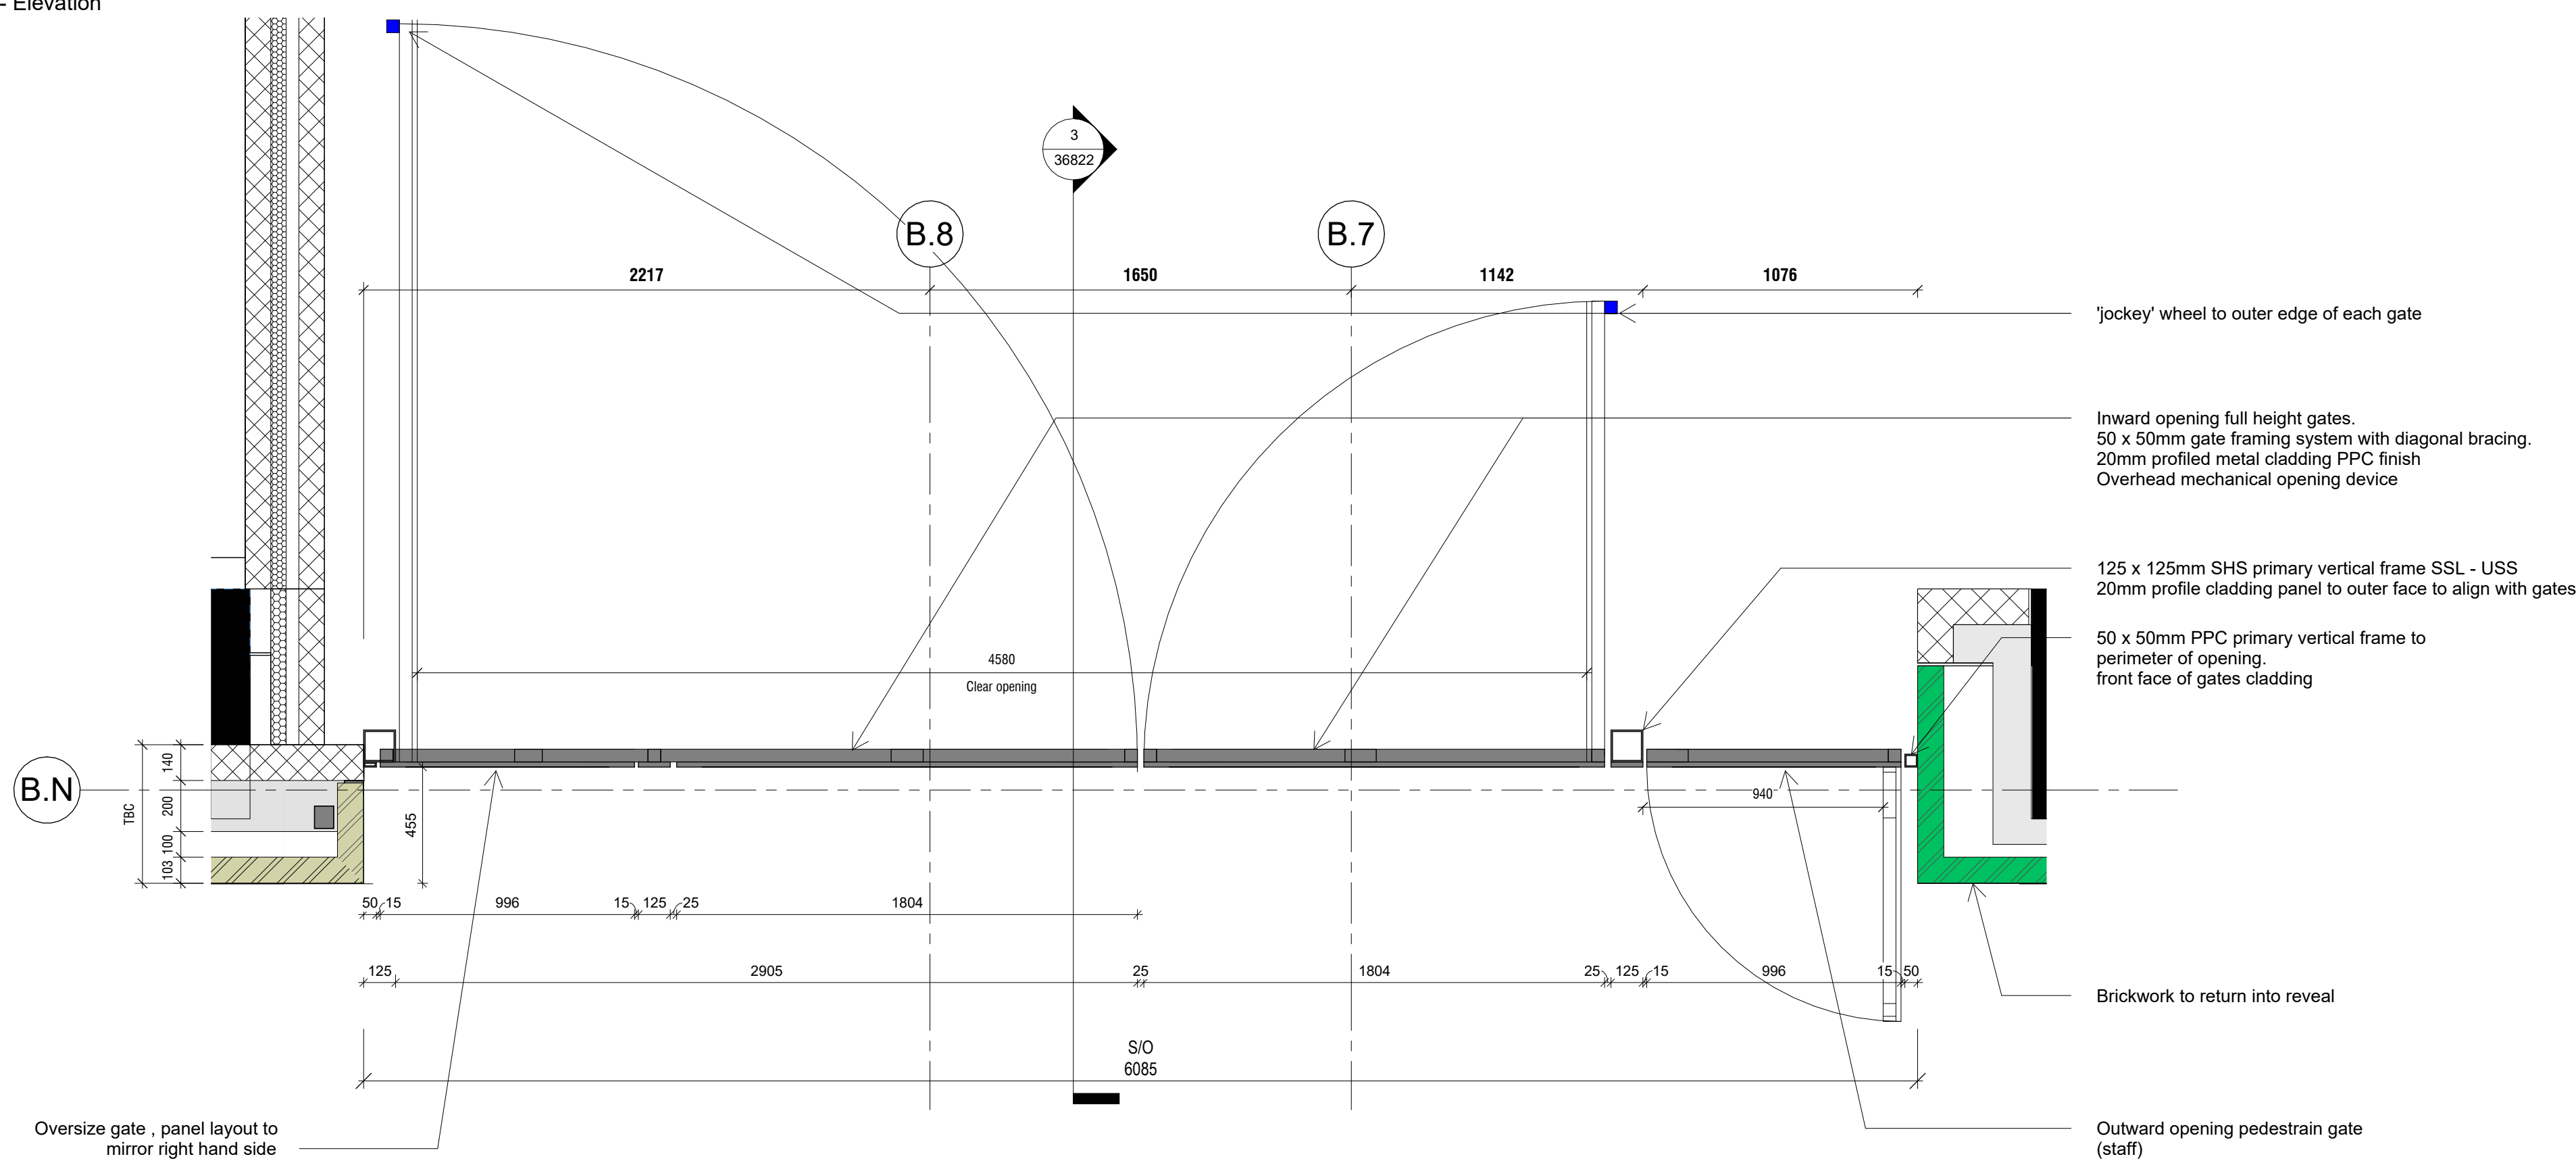 - Elevation
3
36822
B.8
B.7
2217
1650
1142
1076
'jockey' wheel to outer edge of each gate
Inward opening full height gates.
50 x 50mm gate framing system with diagonal bracing.
20mm profiled metal cladding PPC finish
Overhead mechanical opening device
125 x 125mm SHS primary vertical frame SSL - USS
20mm profile cladding panel to outer face to align with gates
50 x 50mm PPC primary vertical frame to
perimeter of opening.
front face of gates cladding
4580
Clear opening
B.N
TBC
140
200
100
103
455
940
50 15 996 15 125 25 1804
125 2905 25 1804 25 125 15 996 15 50
Brickwork to return into reveal
S/O
6085
Oversize gate , panel layout to
mirror right hand side
Outward opening pedestrain gate
(staff)